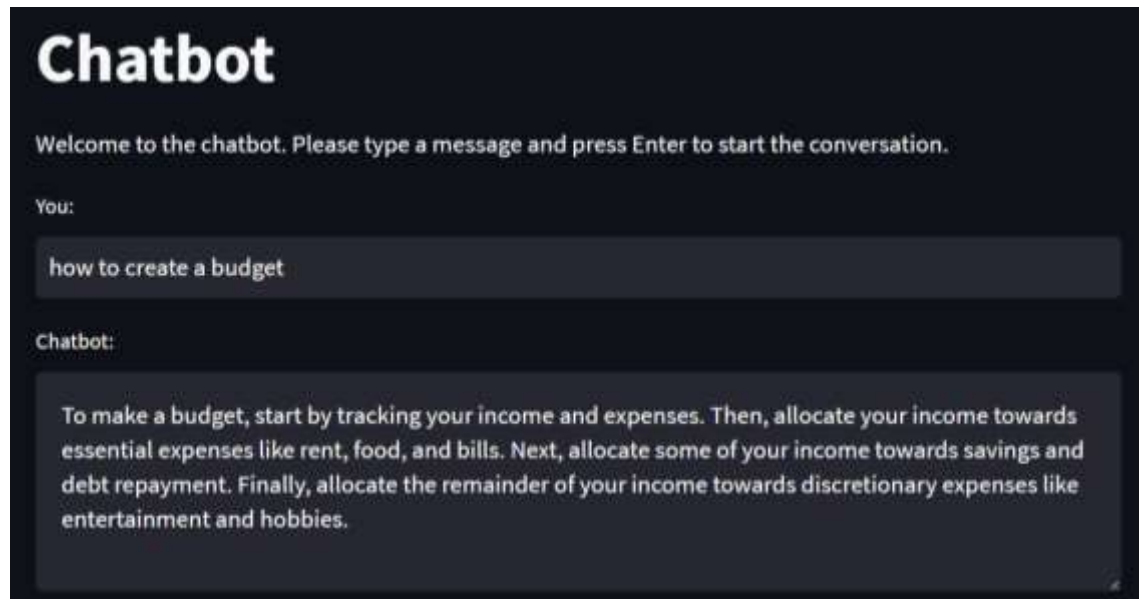 Chatbot
Welcome to the chatbot. Please type a message and press Enter to start the conversation.
You:
how to create a budget
Chatbot:
To make a budget, start by tracking your income and expenses. Then, allocate your income towards
essential expenses like rent, food, and bills. Next, allocate some of your income towards savings and
debt repayment. Finally, allocate the remainder of your income towards discretionary expenses like
entertainment and hobbies.